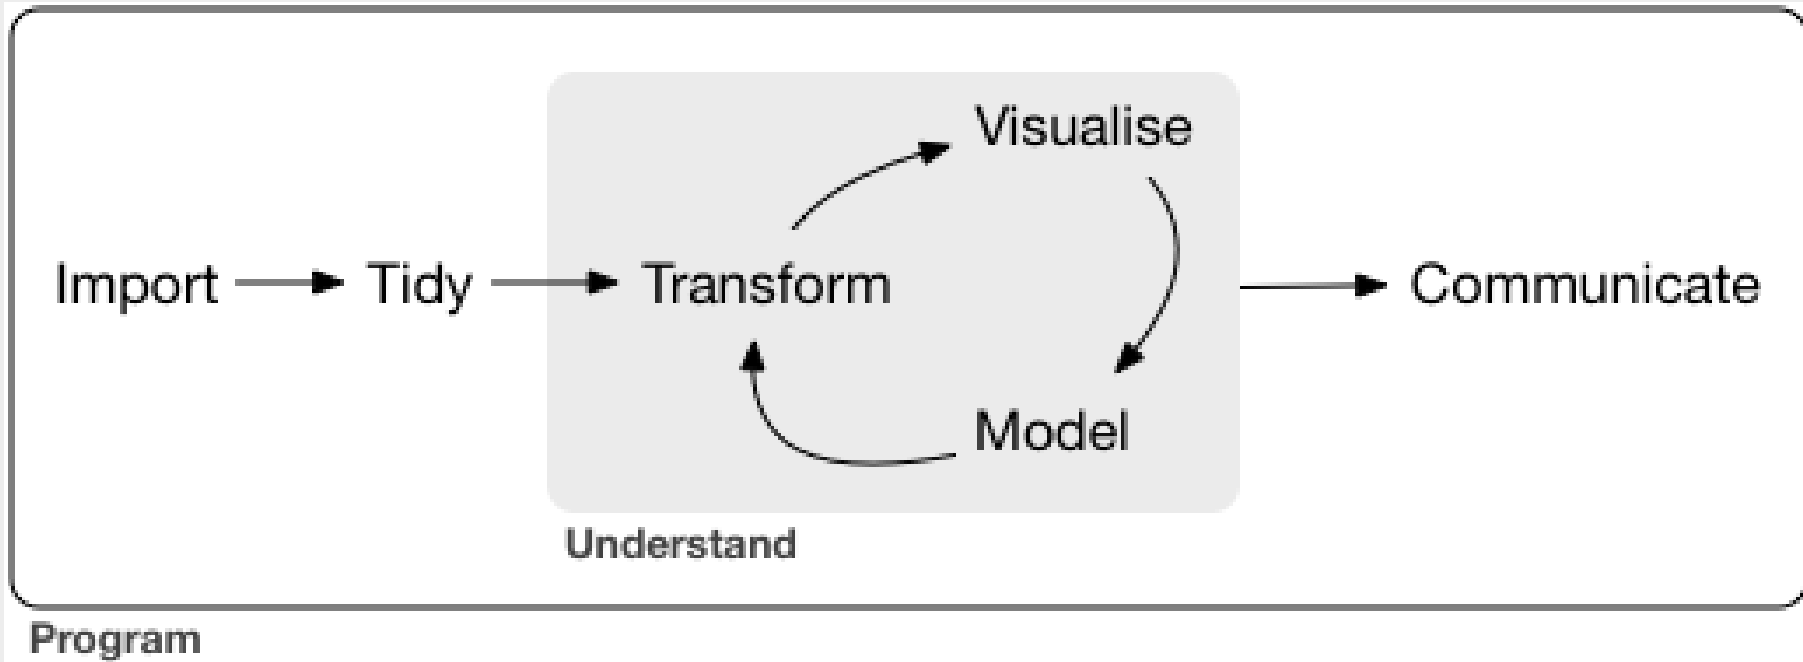 Visualise
Import Tidy Transform Communicate
Model
Understand
Program